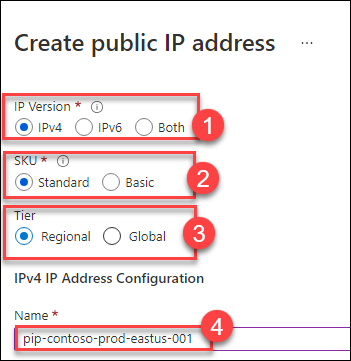 Create public IP address ...
IP Version * i
IPv4 IPv6 Both 1
SKU * i
Standard Basic 2
Tier
Regional Global 3
IPv4 IP Address Configuration
Name *
pip-contoso-prod-eastus-001 4